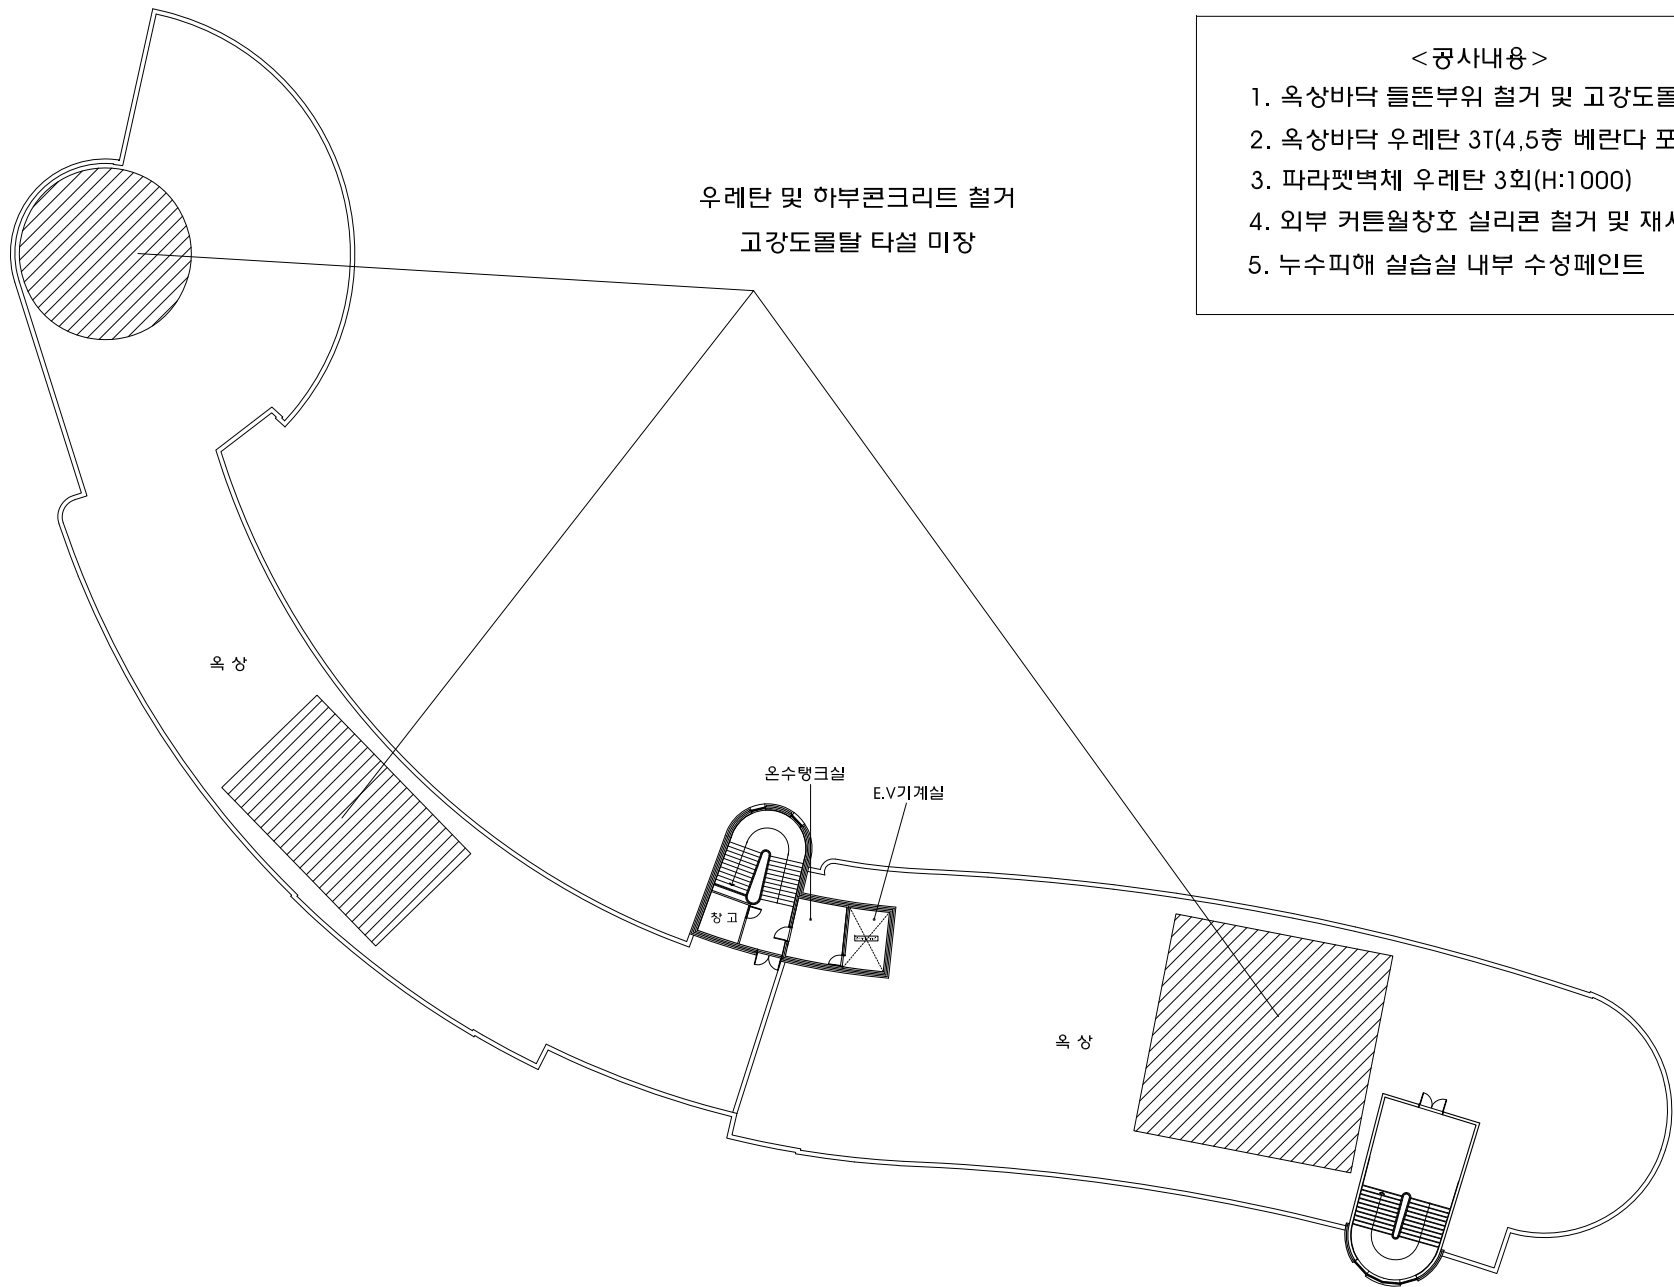 <공사내용>
1. 옥상바닥 들뜬부위 철거 및 고강도몰
2. 옥상바닥 우레탄 3T(4,5층 베란다 포
3. 파라펫벽체 우레탄 3회(H:1000)
4. 외부 커튼월창호 실리콘 철거 및 재시
5. 누수피해 실습실 내부 수성페인트
우레탄 및 하부콘크리트 철거
고강도몰탈 타설 미장
옥 상
온수탱크실
E.V기계실
창 고
옥 상